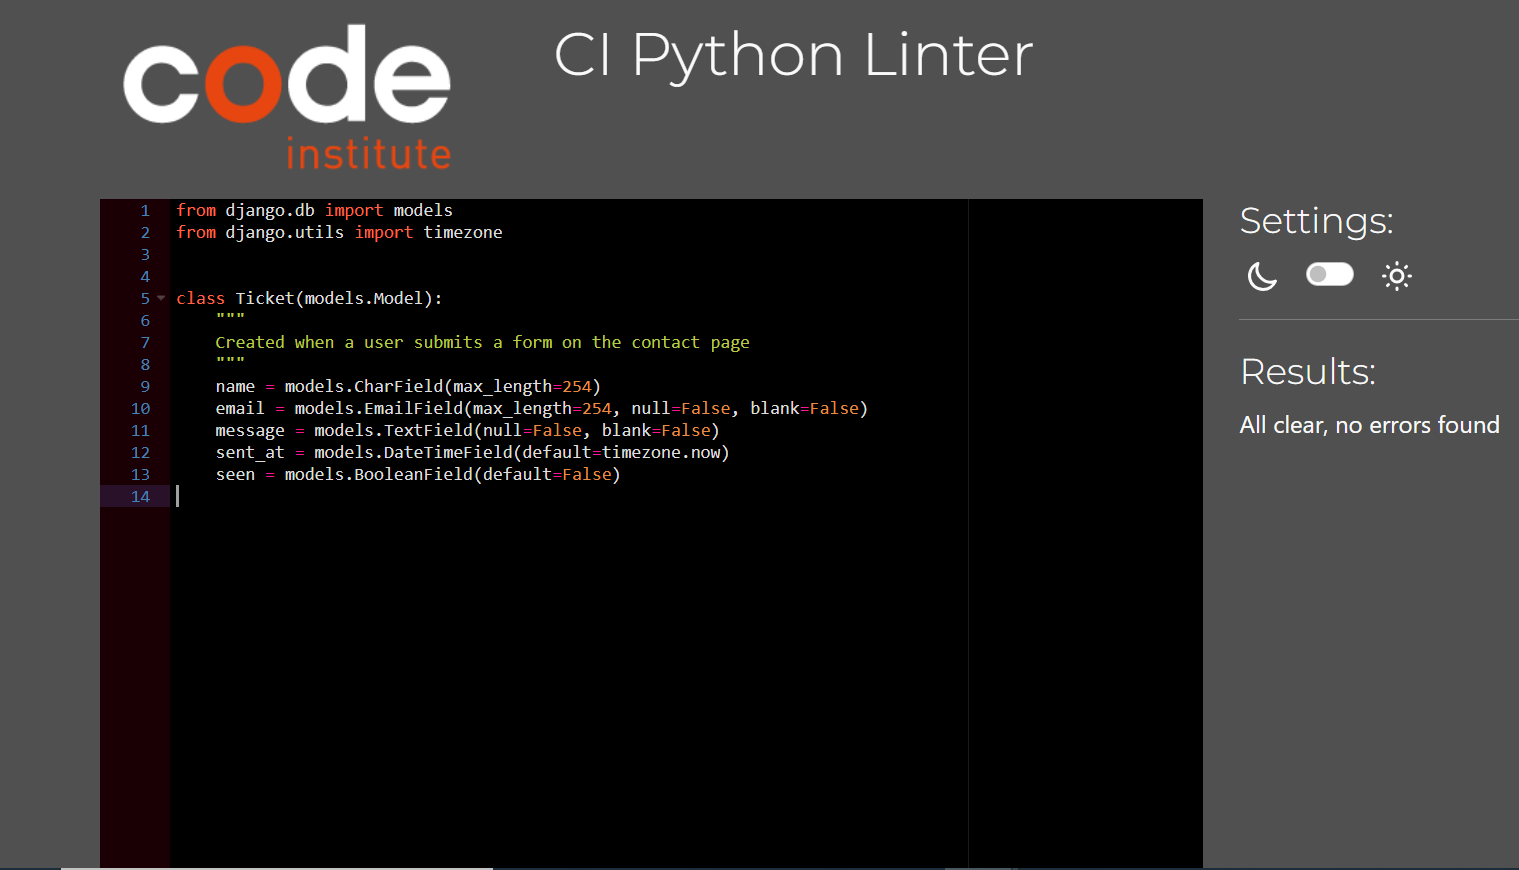 code
institute
CI Python Linter
1 from django.db import models
2 from django.utils import timezone
3
4
5 class Ticket(models.Model):
6     """
7     Created when a user submits a form on the contact page
8     """
9     name = models.CharField(max_length=254)
10     email = models.EmailField(max_length=254, null=False, blank=False)
11     message = models.TextField(null=False, blank=False)
12     sent_at = models.DateTimeField(default=timezone.now)
13     seen = models.BooleanField(default=False)
14
Settings:
Results:
All clear, no errors found